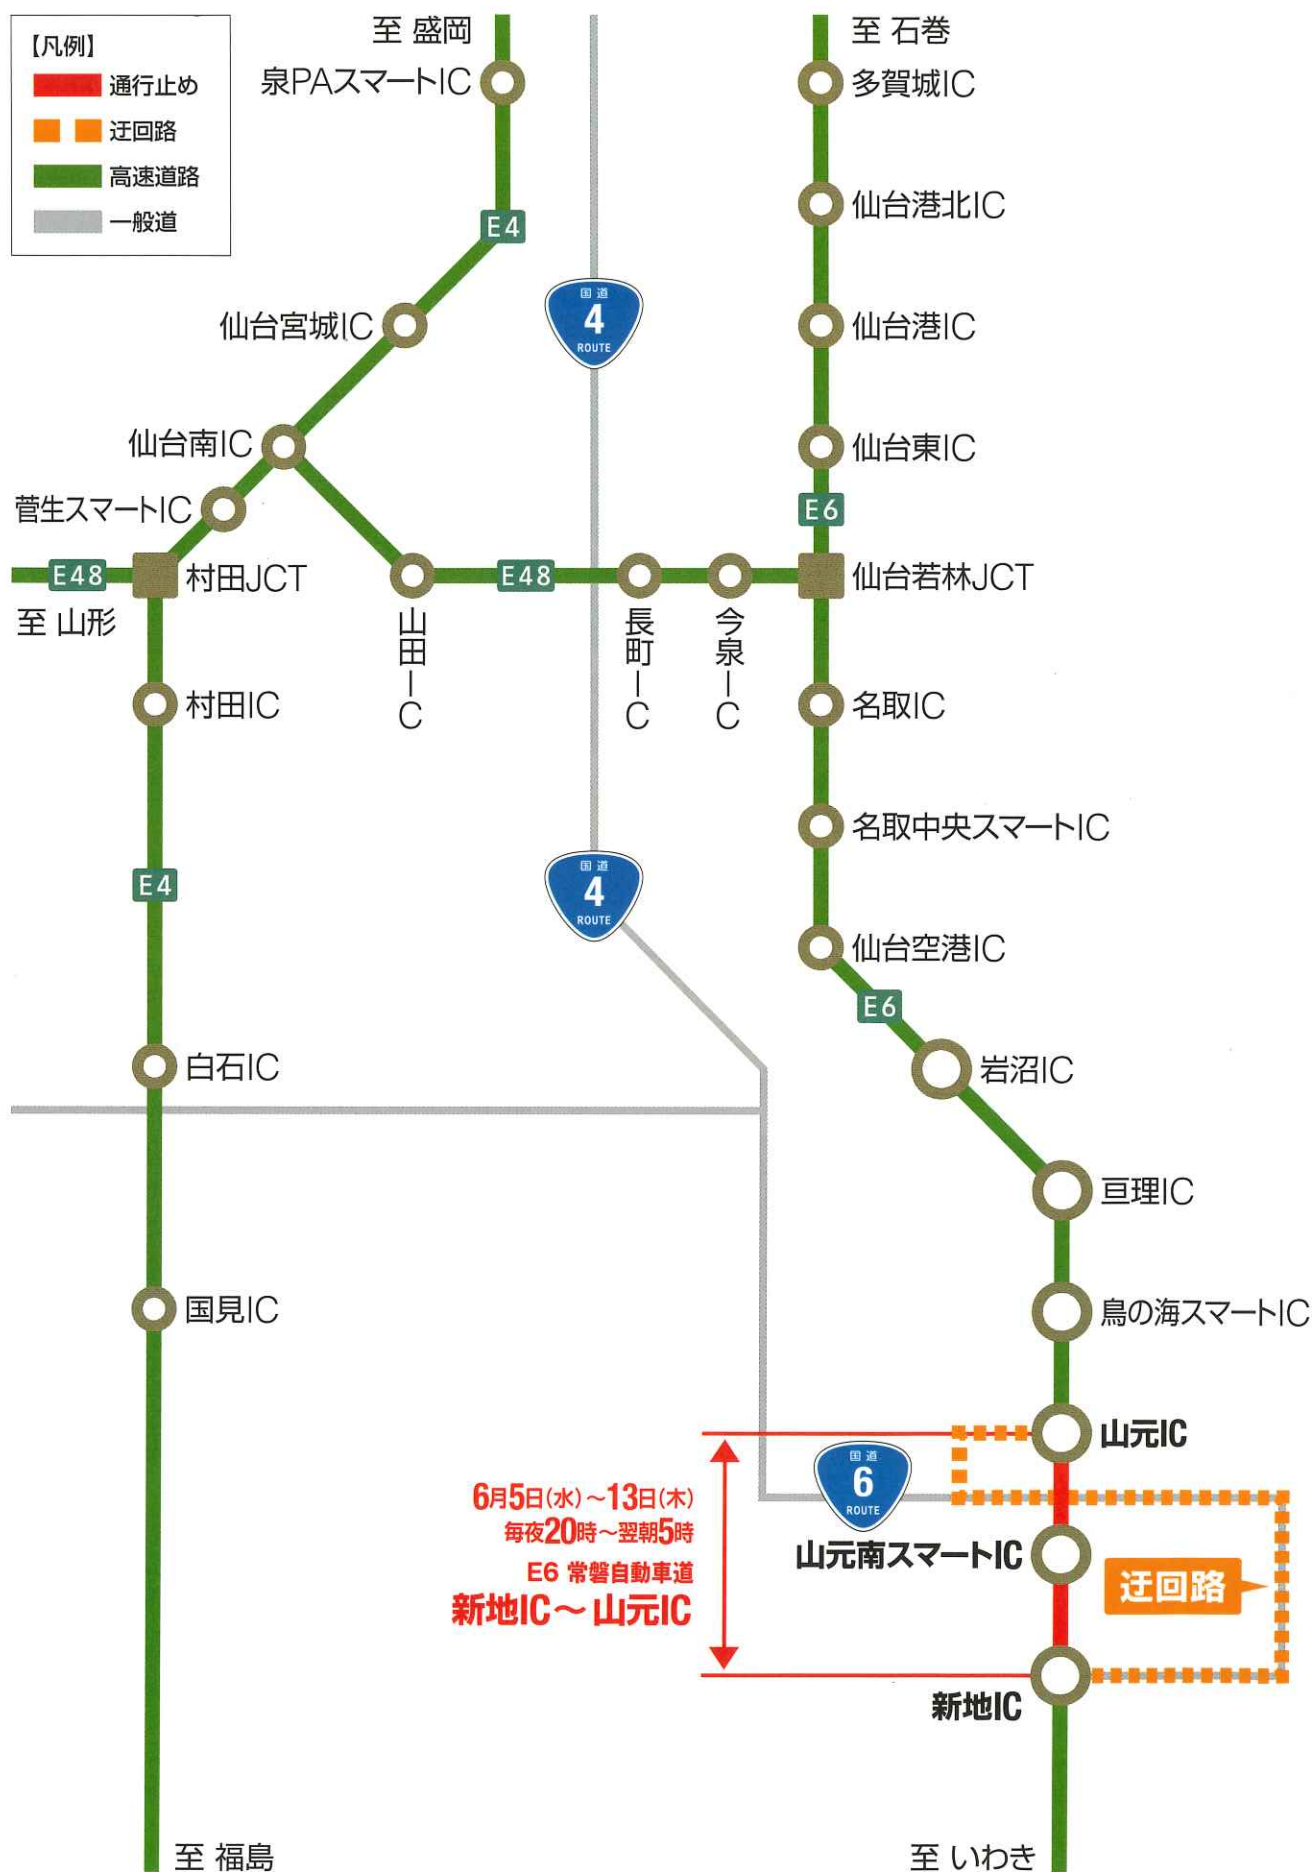 【凡例】
通行止め
迂回路
高速道路
一般道
至 盛岡
泉PAスマートIC
E4
仙台宮城IC
仙台南IC
菅生スマートIC
E48
村田JCT
至 山形
村田IC
E4
白石IC
国見IC
至 福島
山田IC
E48
長町IC
今泉IC
国道
4
ROUTE
国道
4
ROUTE
至 石巻
多賀城IC
仙台港北IC
仙台港IC
仙台東IC
E6
仙台若林JCT
名取IC
名取中央スマートIC
仙台空港IC
E6
岩沼IC
亘理IC
鳥の海スマートIC
山元IC
国道
6
ROUTE
山元南スマートIC
迂回路
新地IC
至 いわき
6月5日(水)～13日(木)
毎夜20時～翌朝5時
E6 常磐自動車道
新地IC～山元IC